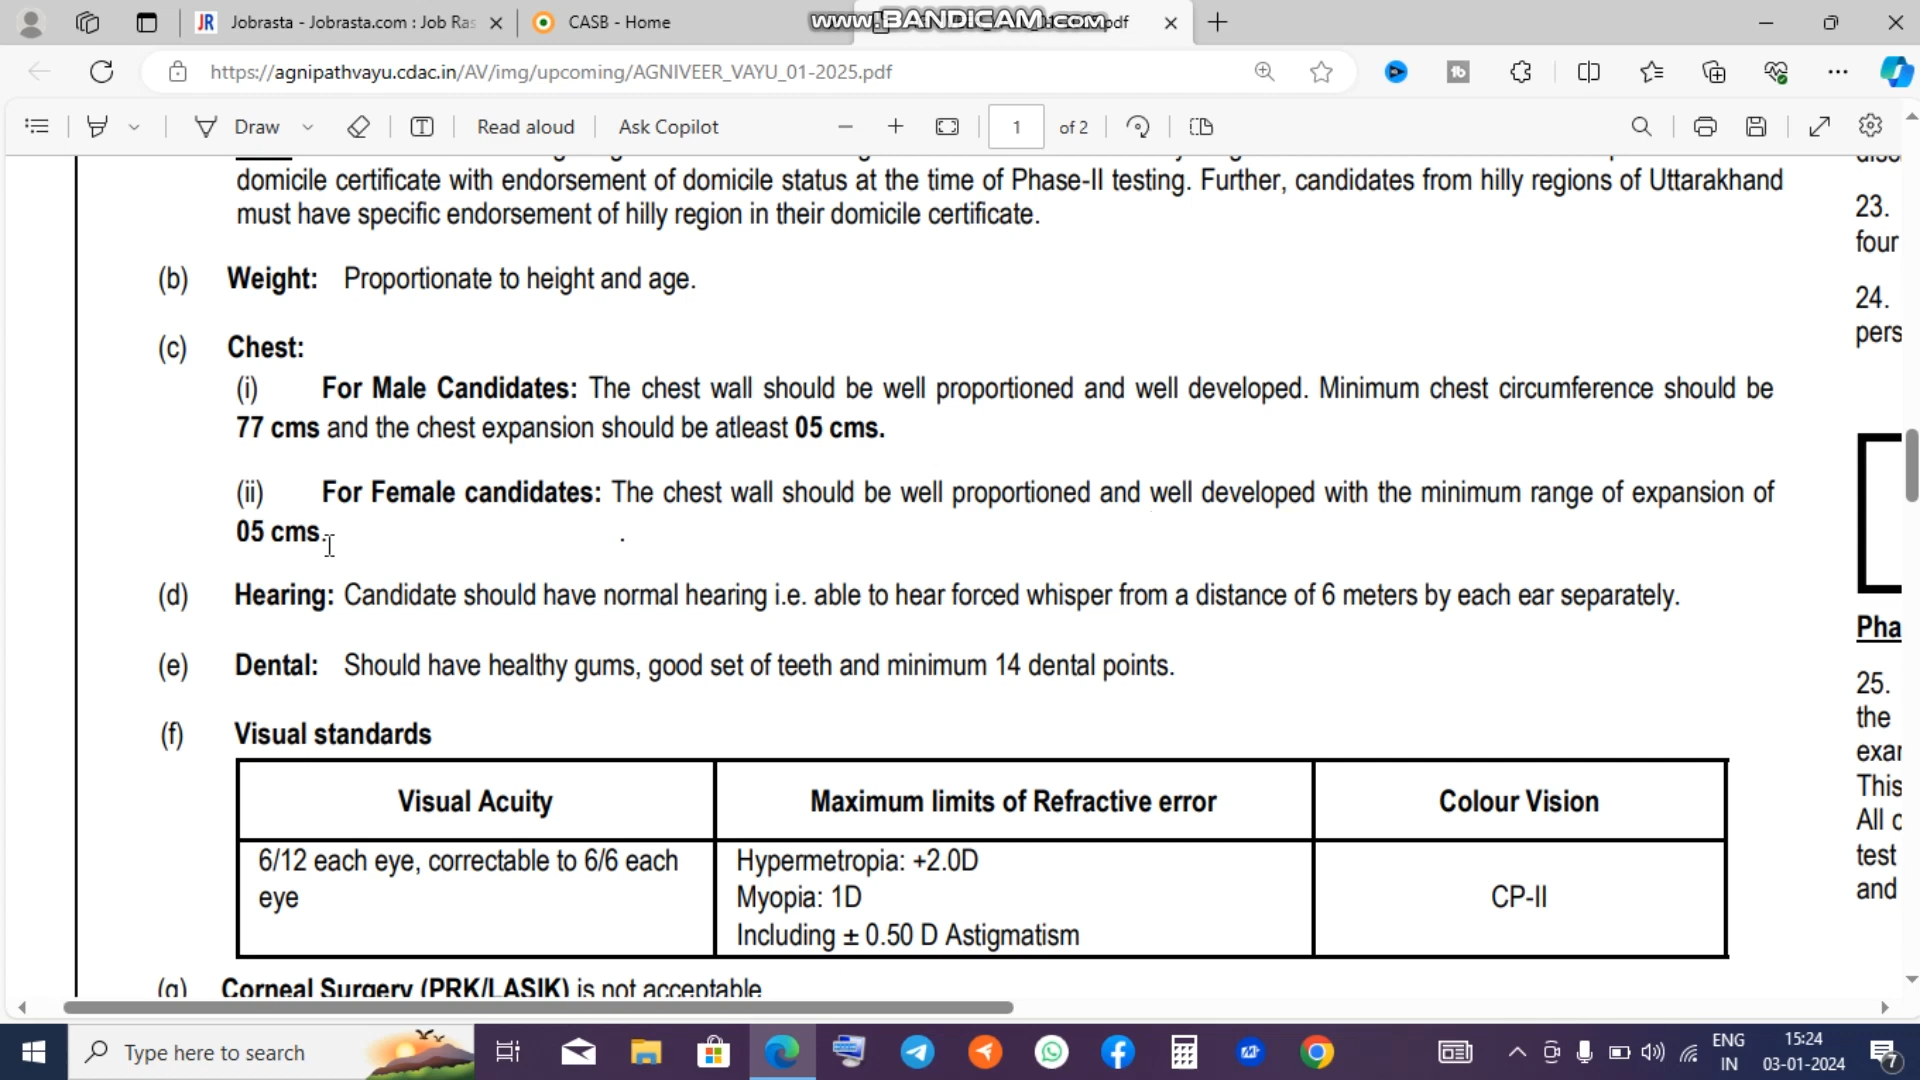 Jobrasta - Jobrasta.com : Job Ras
CASB - Home
www.BANDICAM.com
pdf
https://agnipathvayu.cdac.in/AV/img/upcoming/AGNIVEER_VAYU_01-2025.pdf
Draw
Read aloud
Ask Copilot
1 of 2
domicile certificate with endorsement of domicile status at the time of Phase-II testing. Further, candidates from hilly regions of Uttarakhand
must have specific endorsement of hilly region in their domicile certificate.
(b) Weight: Proportionate to height and age.
(c) Chest:
(i) For Male Candidates: The chest wall should be well proportioned and well developed. Minimum chest circumference should be
77 cms and the chest expansion should be atleast 05 cms.
(ii) For Female candidates: The chest wall should be well proportioned and well developed with the minimum range of expansion of
05 cms.
(d) Hearing: Candidate should have normal hearing i.e. able to hear forced whisper from a distance of 6 meters by each ear separately.
(e) Dental: Should have healthy gums, good set of teeth and minimum 14 dental points.
(f) Visual standards
Visual Acuity
Maximum limits of Refractive error
Colour Vision
6/12 each eye, correctable to 6/6 each
eye
Hypermetropia: +2.0D
Myopia: 1D
Including ± 0.50 D Astigmatism
CP-II
(g) Corneal Surgery (PRK/LASIK) is not acceptable
23.
four
24.
pers
Pha
25.
the
exar
This
All c
test
and
Type here to search
ENG
IN
15:24
03-01-2024
7